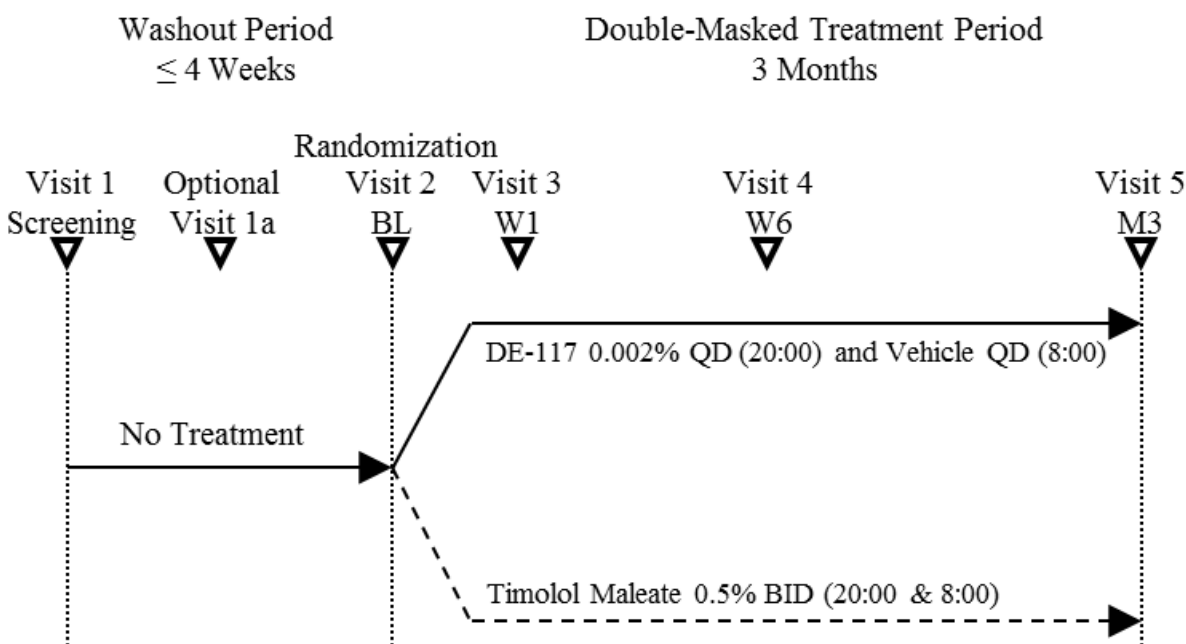 Washout Period
≤ 4 Weeks
Double-Masked Treatment Period
3 Months
Randomization
Visit 1
Screening
Optional
Visit 1a
Visit 2
BL
Visit 3
W1
Visit 4
W6
Visit 5
M3
DE-117 0.002% QD (20:00) and Vehicle QD (8:00)
No Treatment
Timolol Maleate 0.5% BID (20:00 & 8:00)